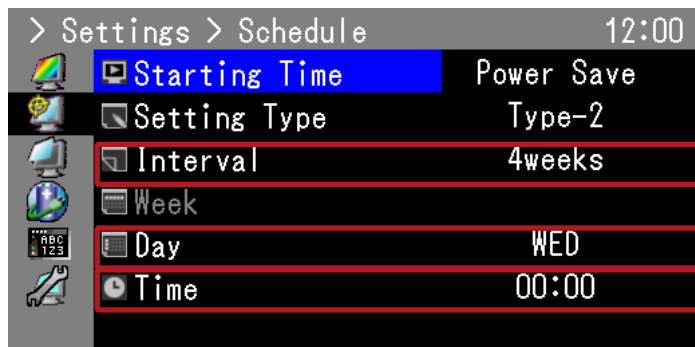 > Settings > Schedule 12:00
Starting Time Power Save
Setting Type Type-2
Interval 4weeks
Week
ABC
123
Day WED
Time 00:00